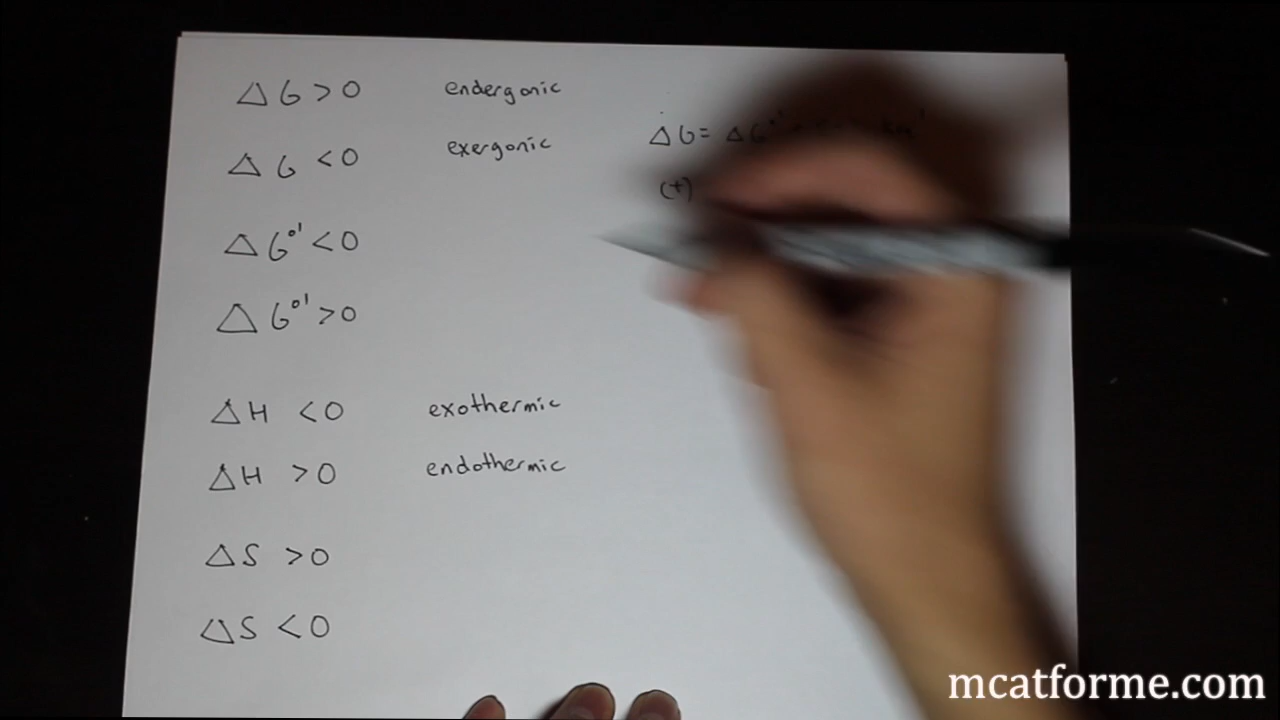 ΔG > 0 endergonic
ΔG < 0 exergonic
ΔG = ΔG°'
(+)
ΔG°' < 0
ΔG°' > 0
ΔH < 0 exothermic
ΔH > 0 endothermic
ΔS > 0
ΔS < 0
mcatforme.com